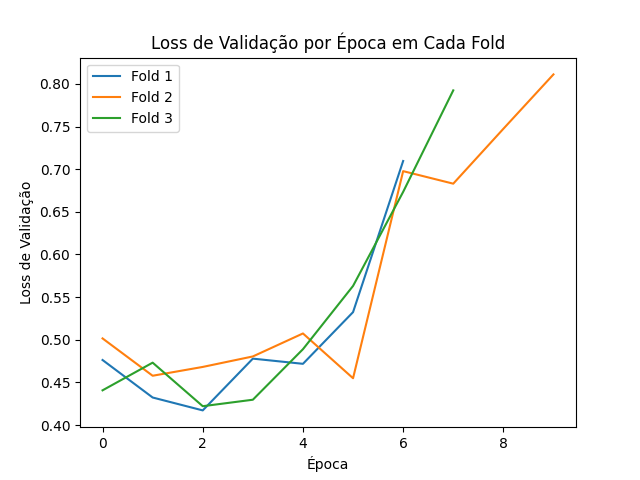 Loss de Validação por Época em Cada Fold
Fold 1
Fold 2
Fold 3
Loss de Validação
0.80
0.75
0.70
0.65
0.60
0.55
0.50
0.45
0.40
0
2
4
6
8
Época